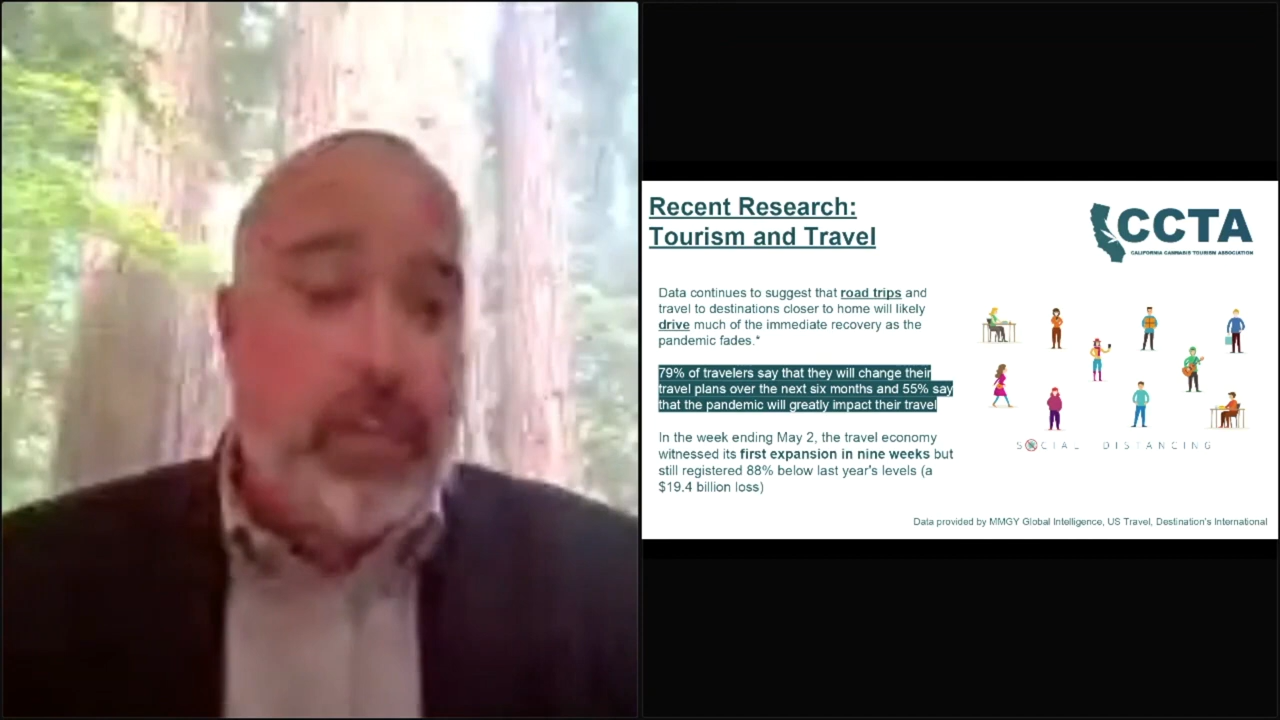 Recent Research:
Tourism and Travel
CCTA
CALIFORNIA CANNABIS TOURISM ASSOCIATION
Data continues to suggest that road trips and
travel to destinations closer to home will likely
drive much of the immediate recovery as the
pandemic fades.*
79% of travelers say that they will change their
travel plans over the next six months and 55% say
that the pandemic will greatly impact their travel
In the week ending May 2, the travel economy
witnessed its first expansion in nine weeks but
still registered 88% below last year's levels (a
$19.4 billion loss)
SOCIAL DISTANCING
Data provided by MMGY Global Intelligence, US Travel, Destination's International